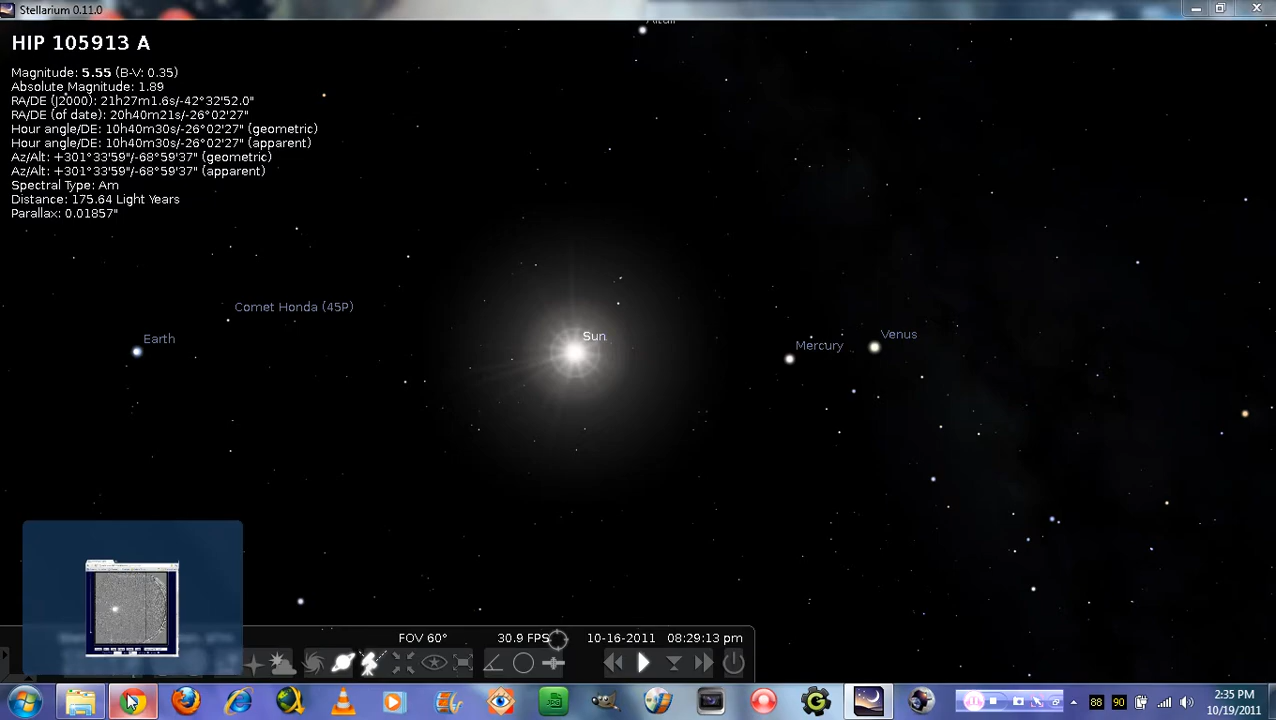 Stellarium 0.11.0
HIP 105913 A
Magnitude: 5.55 (B-V: 0.35)
Absolute Magnitude: 1.89
RA/DE (J2000): 21h27m1.6s/-42°32'52.0"
RA/DE (of date): 20h40m21s/-26°02'27"
Hour angle/DE: 10h40m30s/-26°02'27" (geometric)
Hour angle/DE: 10h40m30s/-26°02'27" (apparent)
Az/Alt: +301°33'59"/-68°59'37" (geometric)
Az/Alt: +301°33'59"/-68°59'37" (apparent)
Spectral Type: Am
Distance: 175.64 Light Years
Parallax: 0.01857"
Altair
Comet Honda (45P)
Earth
Sun
Mercury
Venus
FOV 60°
30.9 FPS
10-16-2011
08:29:13 pm
88
90
2:35 PM
10/19/2011